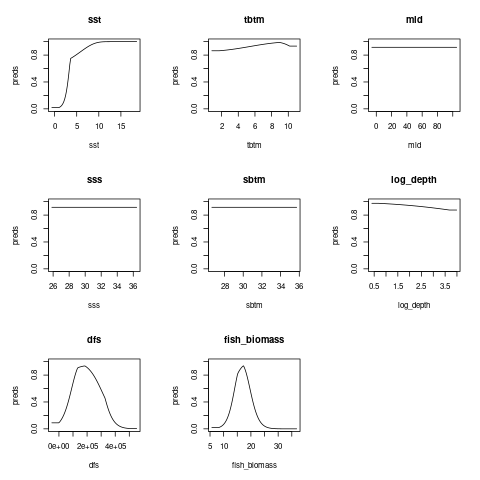 sst
preds
0.0 0.4 0.8
0 5 10 15
sst
tbtm
preds
0.0 0.4 0.8
2 4 6 8 10
tbtm
mld
preds
0.0 0.4 0.8
0 20 40 60 80
mld
sss
preds
0.0 0.4 0.8
26 28 30 32 34 36
sss
sbtm
preds
0.0 0.4 0.8
28 30 32 34 36
sbtm
log_depth
preds
0.0 0.4 0.8
0.5 1.5 2.5 3.5
log_depth
dfs
preds
0.0 0.4 0.8
0e+00 2e+05 4e+05
dfs
fish_biomass
preds
0.0 0.4 0.8
5 10 20 30
fish_biomass